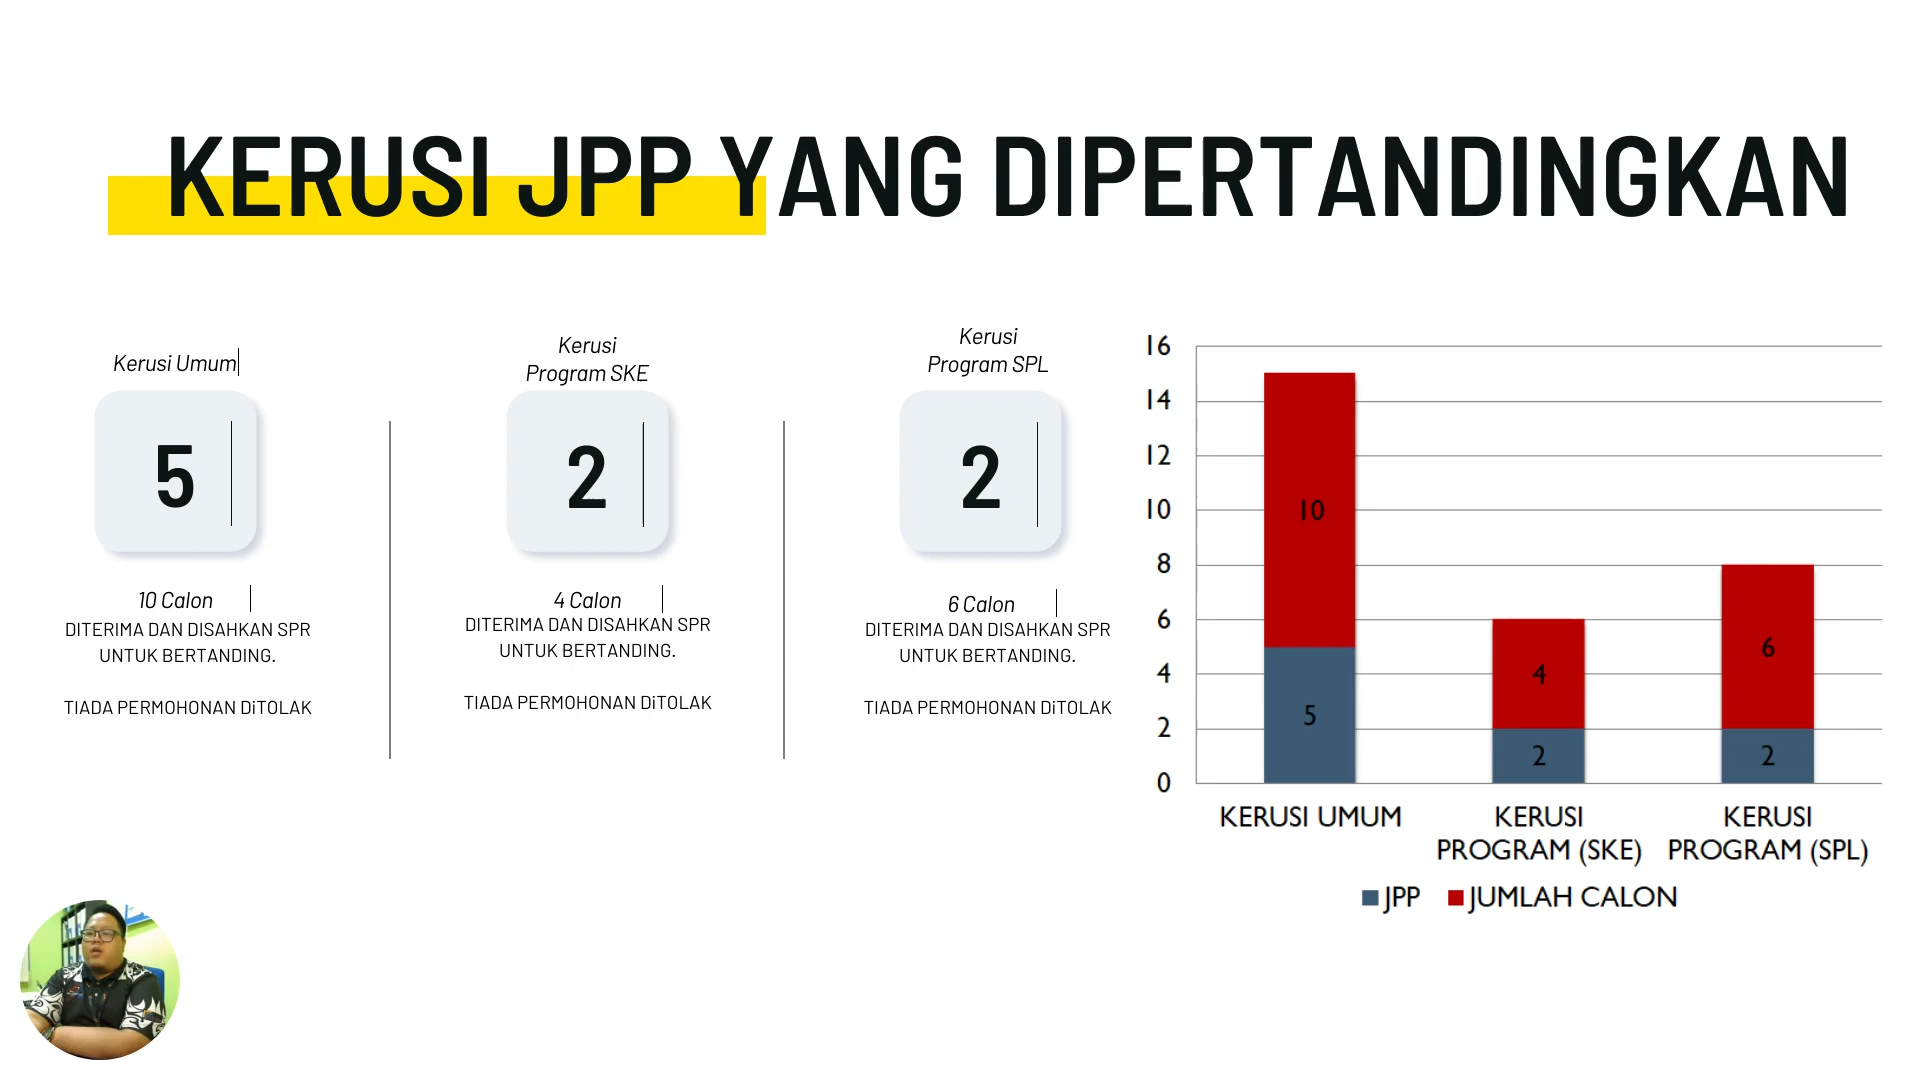 KERUSI JPP YANG DIPERTANDINGKAN
Kerusi Umum
5
10 Calon
DITERIMA DAN DISAHKAN SPR
UNTUK BERTANDING.
TIADA PERMOHONAN DiTOLAK
Kerusi
Program SKE
2
4 Calon
DITERIMA DAN DISAHKAN SPR
UNTUK BERTANDING.
TIADA PERMOHONAN DiTOLAK
Kerusi
Program SPL
2
6 Calon
DITERIMA DAN DISAHKAN SPR
UNTUK BERTANDING.
TIADA PERMOHONAN DiTOLAK
16
14
12
10
8
6
4
2
0
10
5
4
2
6
2
KERUSI UMUM
KERUSI
PROGRAM (SKE)
KERUSI
PROGRAM (SPL)
JPP
JUMLAH CALON